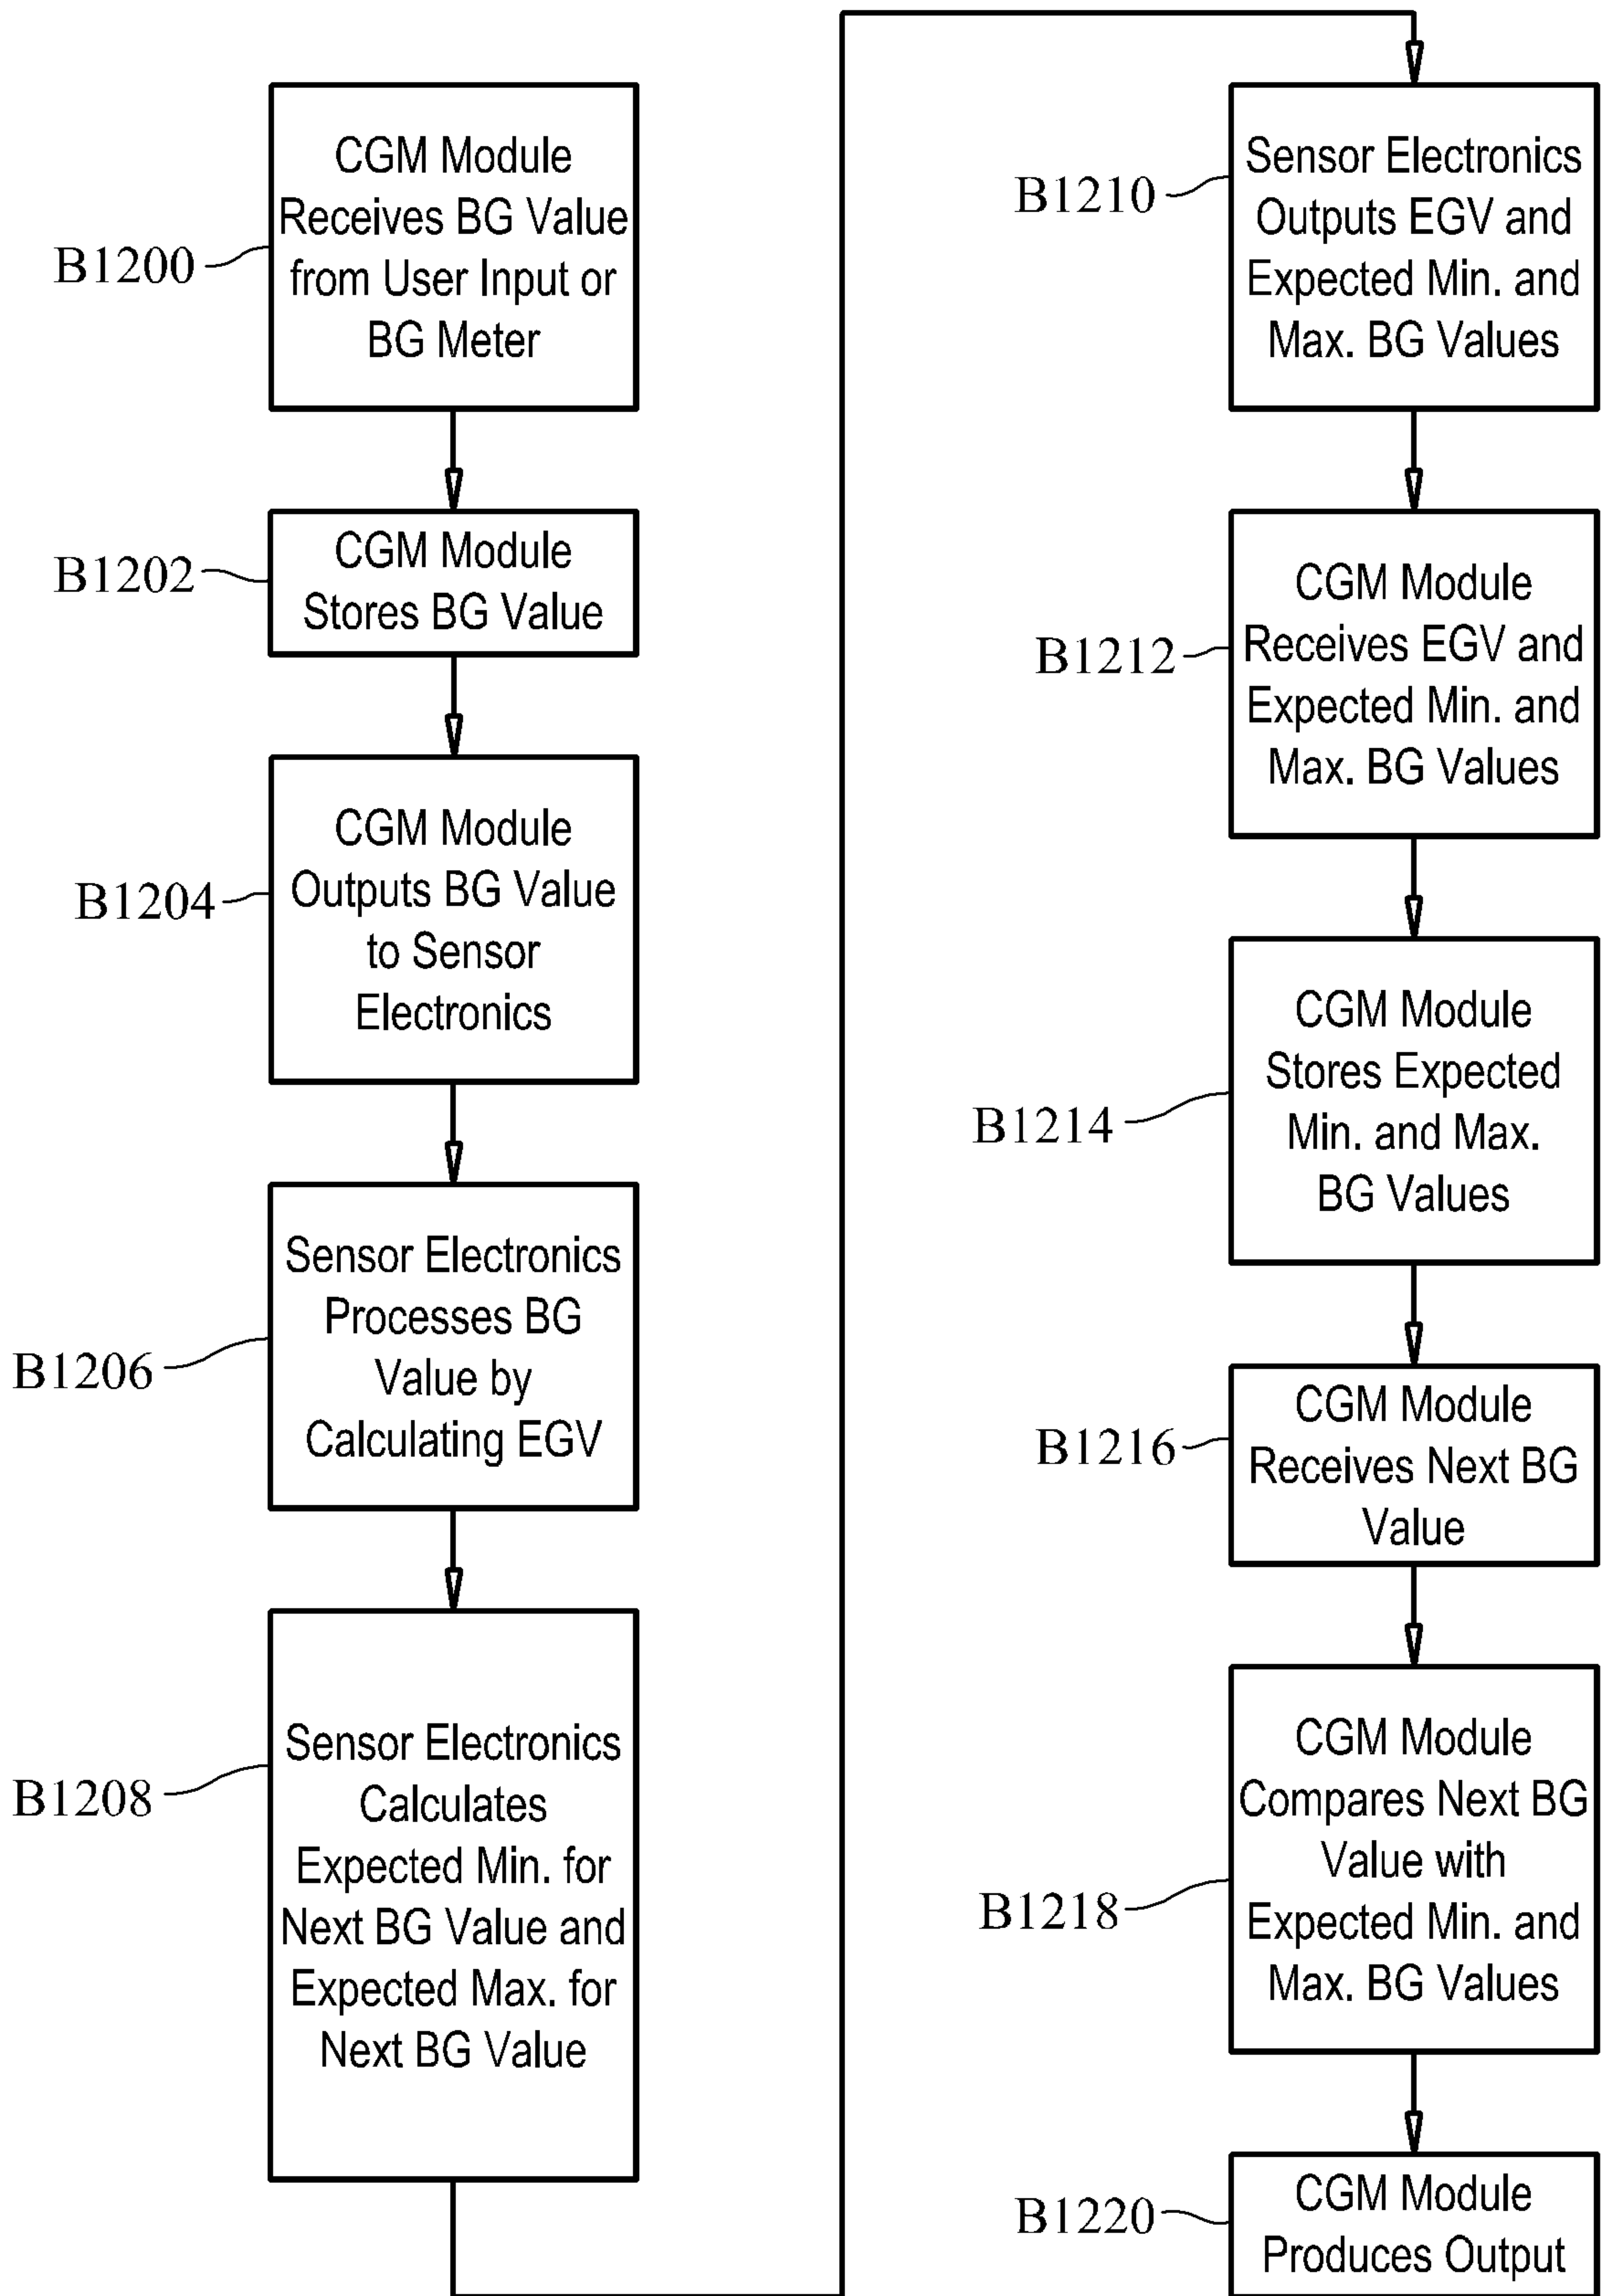 B1200
CGM Module
Receives BG Value
from User Input or
BG Meter
B1202
CGM Module
Stores BG Value
B1204
CGM Module
Outputs BG Value
to Sensor
Electronics
B1206
Sensor Electronics
Processes BG
Value by
Calculating EGV
B1208
Sensor Electronics
Calculates
Expected Min. for
Next BG Value and
Expected Max. for
Next BG Value
B1210
Sensor Electronics
Outputs EGV and
Expected Min. and
Max. BG Values
B1212
CGM Module
Receives EGV and
Expected Min. and
Max. BG Values
B1214
CGM Module
Stores Expected
Min. and Max.
BG Values
B1216
CGM Module
Receives Next BG
Value
B1218
CGM Module
Compares Next BG
Value with
Expected Min. and
Max. BG Values
B1220
CGM Module
Produces Output